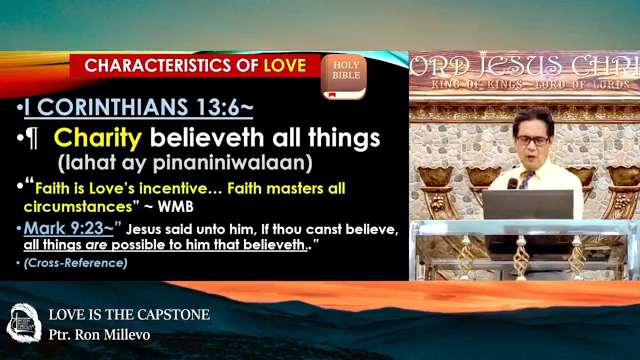 CHARACTERISTICS OF LOVE
HOLY
BIBLE
•I CORINTHIANS 13:6~
•¶ Charity believeth all things
(lahat ay pinaniniwalaan)
•“Faith is Love’s incentive… Faith masters all
circumstances” ~ WMB
•Mark 9:23~” Jesus said unto him, If thou canst believe,
all things are possible to him that believeth..”
•(Cross-Reference)
ORD JESUS CHRI
KING OF KINGS LORD OF LORDS
LOVE IS THE CAPSTONE
Ptr. Ron Millevo